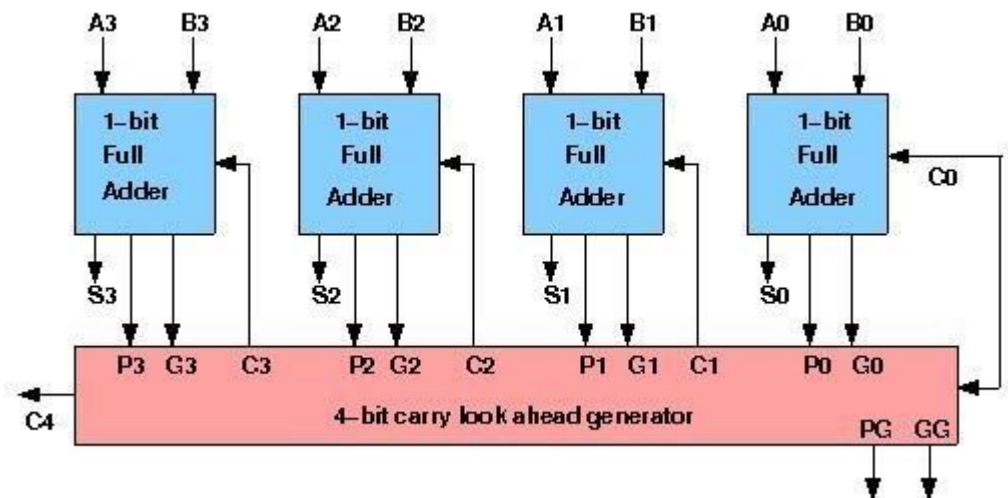 A3 B3 A2 B2 A1 B1 A0 B0
1-bit 1-bit 1-bit 1-bit
Full Full Full Full
Adder Adder Adder Adder
C0
S3 S2 S1 S0
P3 G3 C3 P2 G2 C2 P1 G1 C1 P0 G0
C4
4-bit carry look ahead generator
PG GG